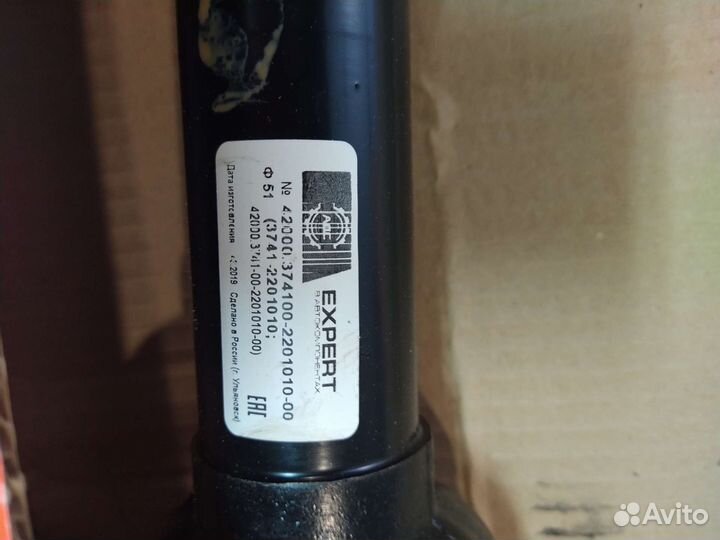 EXPERT
В АВТОКОМПОНЕНТАХ
№ 42000.374100-2201010-00
Ф 51 (3741-2201010;
42000.3741-00-2201010-00)
Дата изготовления 2019 Сделано в России (г. Ульяновск)
EAC
Avito